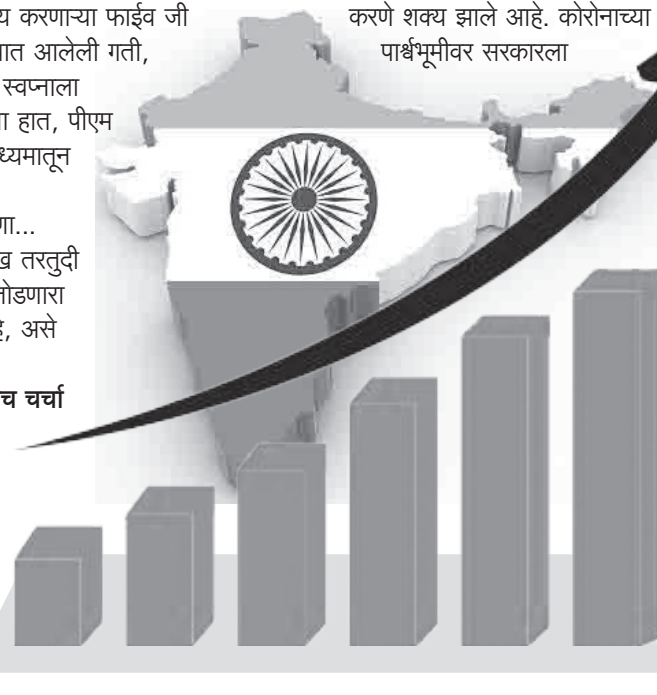 य करणाऱ्या फाईव जी
ात आलेली गती,
स्वप्नाला
ा हात, पीएम
ध्यमातून
णा...
ख तरतुदी
तोडणारा
हे, असे
च चर्चा
करणे शक्य झाले आहे. कोरोनाच्या
पार्श्वभूमीवर सरकारला